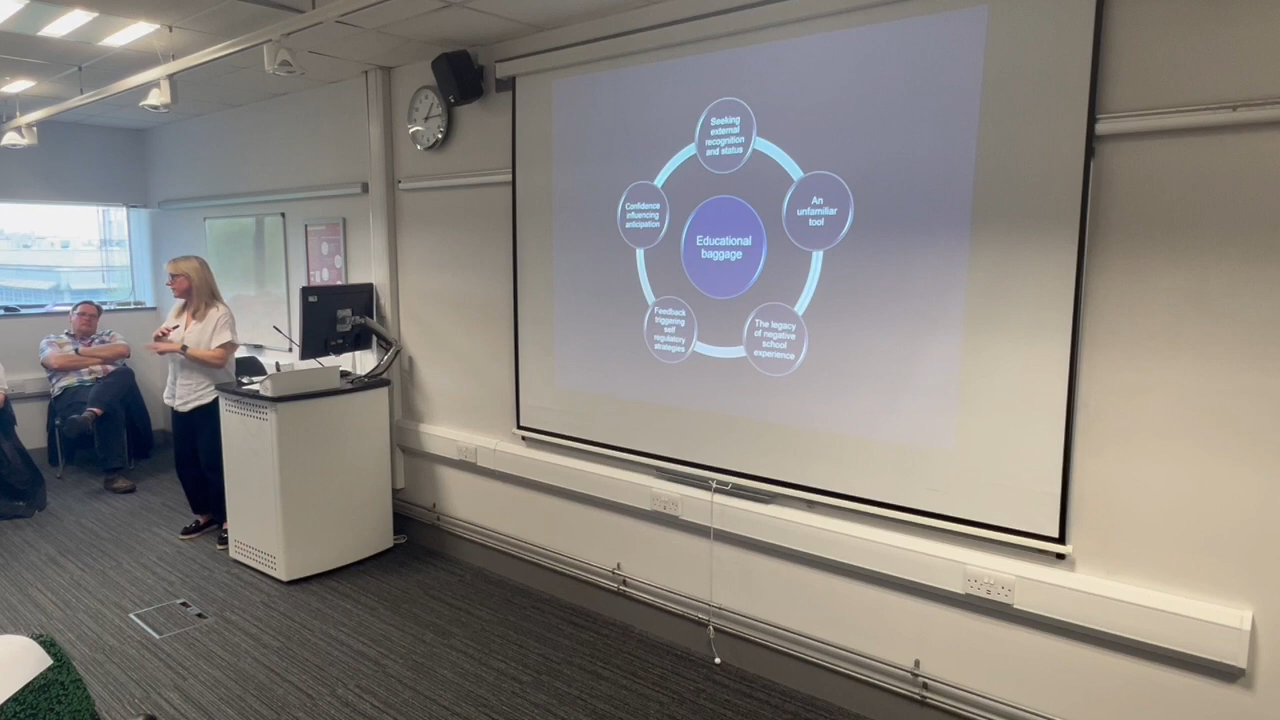 Seeking
external
recognition
and status
An
unfamiliar
tool
The legacy
of negative
school
experience
Feedback
triggering
self
regulatory
strategies
Confidence
influencing
anticipation
Educational
baggage